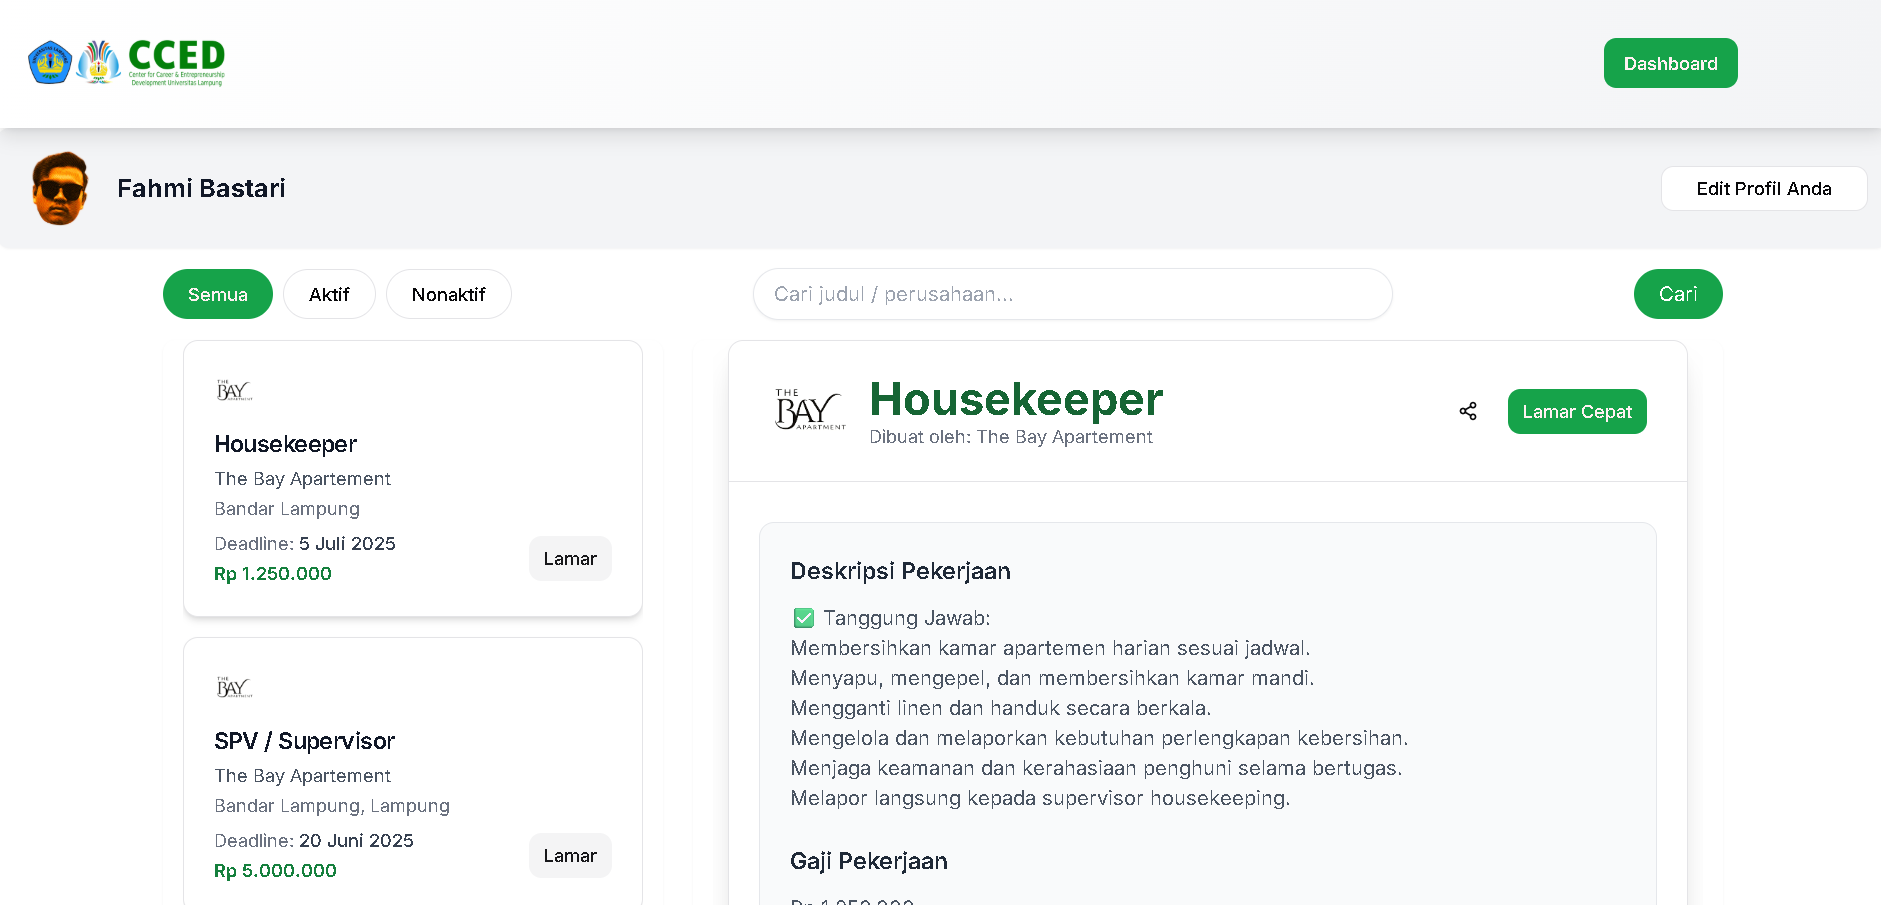 CCED
Center for Career & Entrepreneurship
Development Universitas Lampung
Dashboard
Fahmi Bastari
Edit Profil Anda
Semua
Aktif
Nonaktif
Cari judul / perusahaan...
Cari
THE
BAY
APARTMENT
Housekeeper
The Bay Apartement
Bandar Lampung
Deadline: 5 Juli 2025
Rp 1.250.000
Lamar
THE
BAY
APARTMENT
SPV / Supervisor
The Bay Apartement
Bandar Lampung, Lampung
Deadline: 20 Juni 2025
Rp 5.000.000
Lamar
THE
BAY
APARTMENT
Housekeeper
Dibuat oleh: The Bay Apartement
Lamar Cepat
Deskripsi Pekerjaan
✅ Tanggung Jawab:
Membersihkan kamar apartemen harian sesuai jadwal.
Menyapu, mengepel, dan membersihkan kamar mandi.
Mengganti linen dan handuk secara berkala.
Mengelola dan melaporkan kebutuhan perlengkapan kebersihan.
Menjaga keamanan dan kerahasiaan penghuni selama bertugas.
Melapor langsung kepada supervisor housekeeping.
Gaji Pekerjaan
Rp 1.250.000